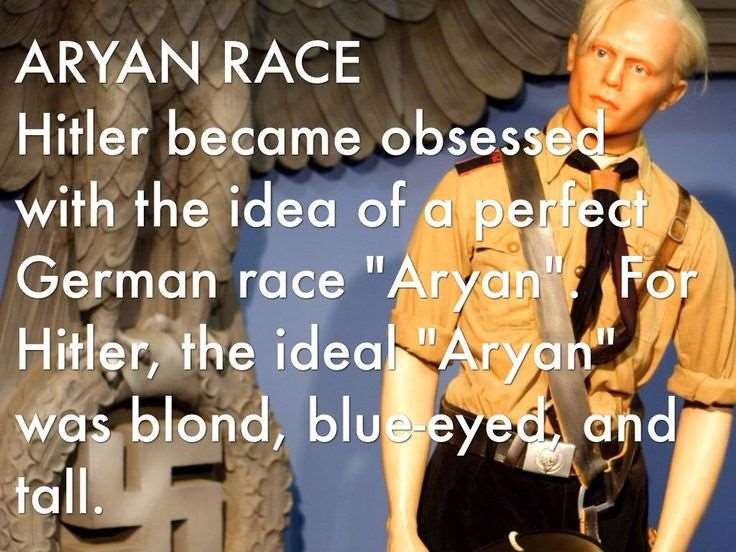 ARYAN RACE
Hitler became obsessed
with the idea of a perfect
German race "Aryan".  For
Hitler, the ideal "Aryan"
was blond, blue-eyed, and
tall.